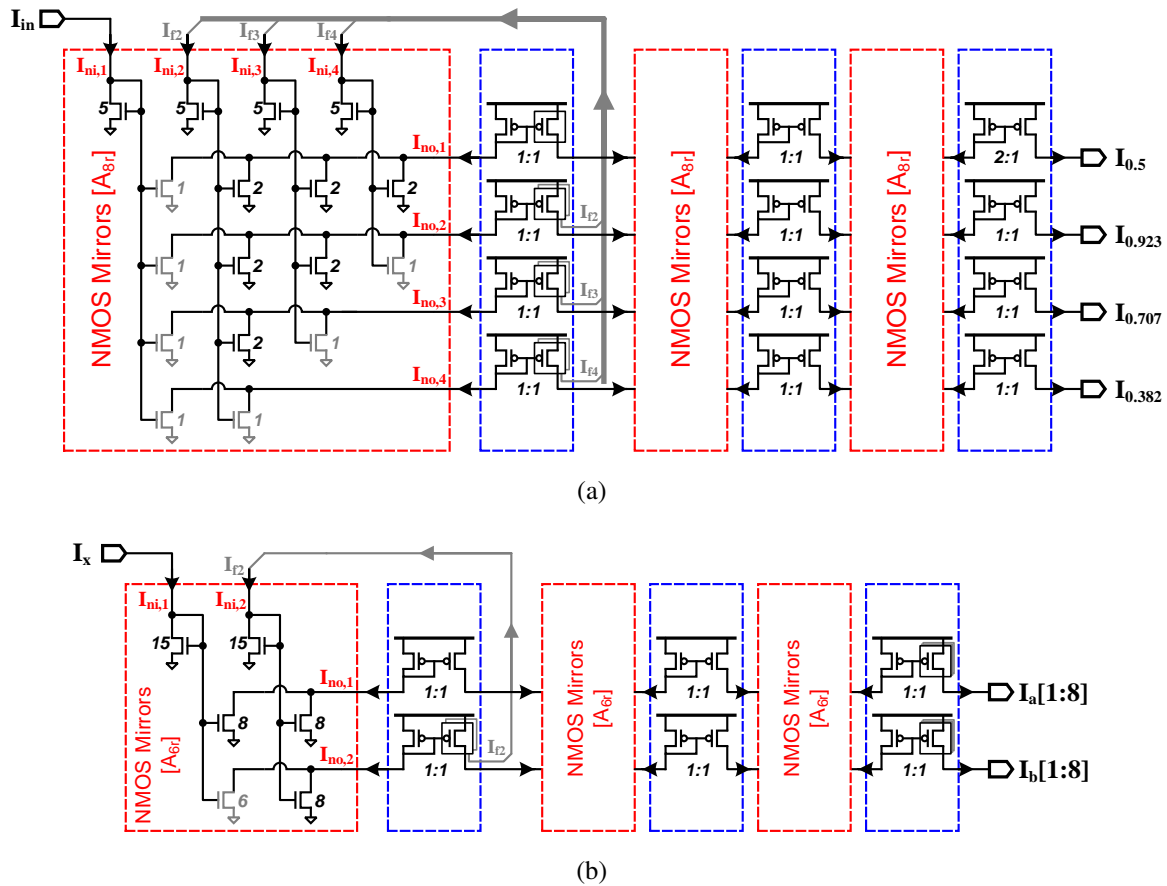 I_in I_f2 I_f3 I_f4
I_ni,1 I_ni,2 I_ni,3 I_ni,4
5 5 5 5
NMOS Mirrors [A_8r]
I_no,1
1 2 2 2
1:1
I_no,2
1 2 2 1
I_f2
1:1
I_no,3
1 2 1
I_f3
1:1
I_no,4
1 1
I_f4
1:1
NMOS Mirrors [A_8r]
1:1
1:1
1:1
1:1
NMOS Mirrors [A_8r]
2:1 I_0.5
1:1 I_0.923
1:1 I_0.707
1:1 I_0.382
(a)
I_x I_f2
I_ni,1 I_ni,2
15 15
NMOS Mirrors
[A_6r]
I_no,1
8 8
1:1
I_no,2
6 8
I_f2
1:1
NMOS Mirrors
[A_6r]
1:1
1:1
NMOS Mirrors
[A_6r]
1:1 I_a[1:8]
1:1 I_b[1:8]
(b)